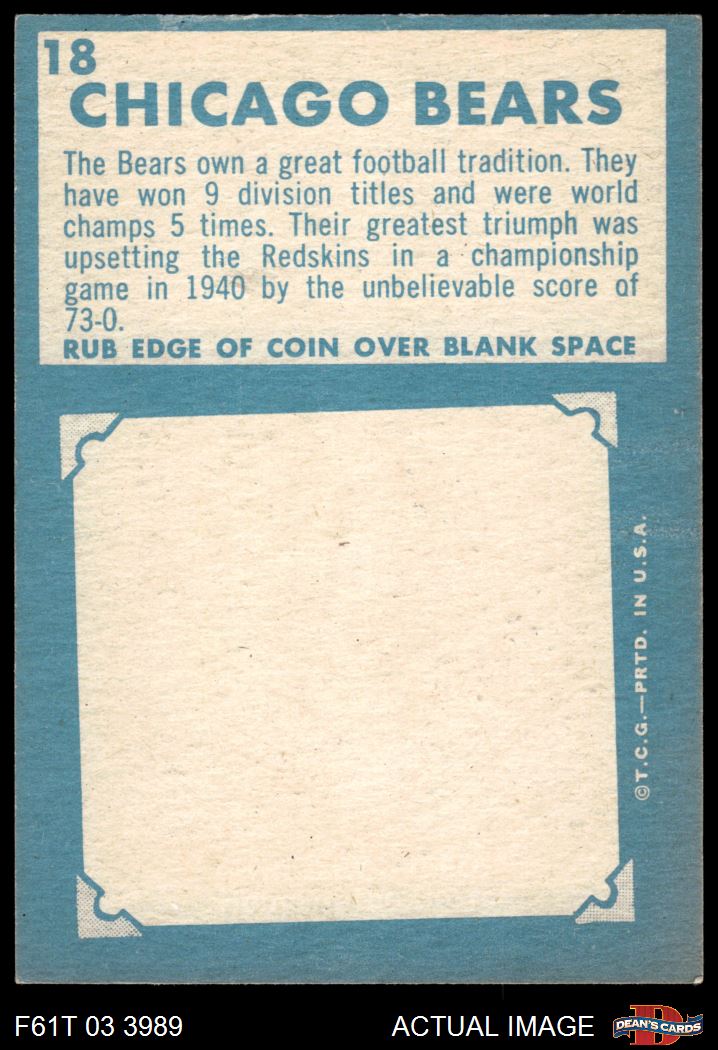 18
CHICAGO BEARS
The Bears own a great football tradition. They
have won 9 division titles and were world
champs 5 times. Their greatest triumph was
upsetting the Redskins in a championship
game in 1940 by the unbelievable score of
73-0.
RUB EDGE OF COIN OVER BLANK SPACE
©T.C.G.—PRTD. IN U.S.A.
F61T 03 3989
ACTUAL IMAGE
D
DEAN'S CARDS